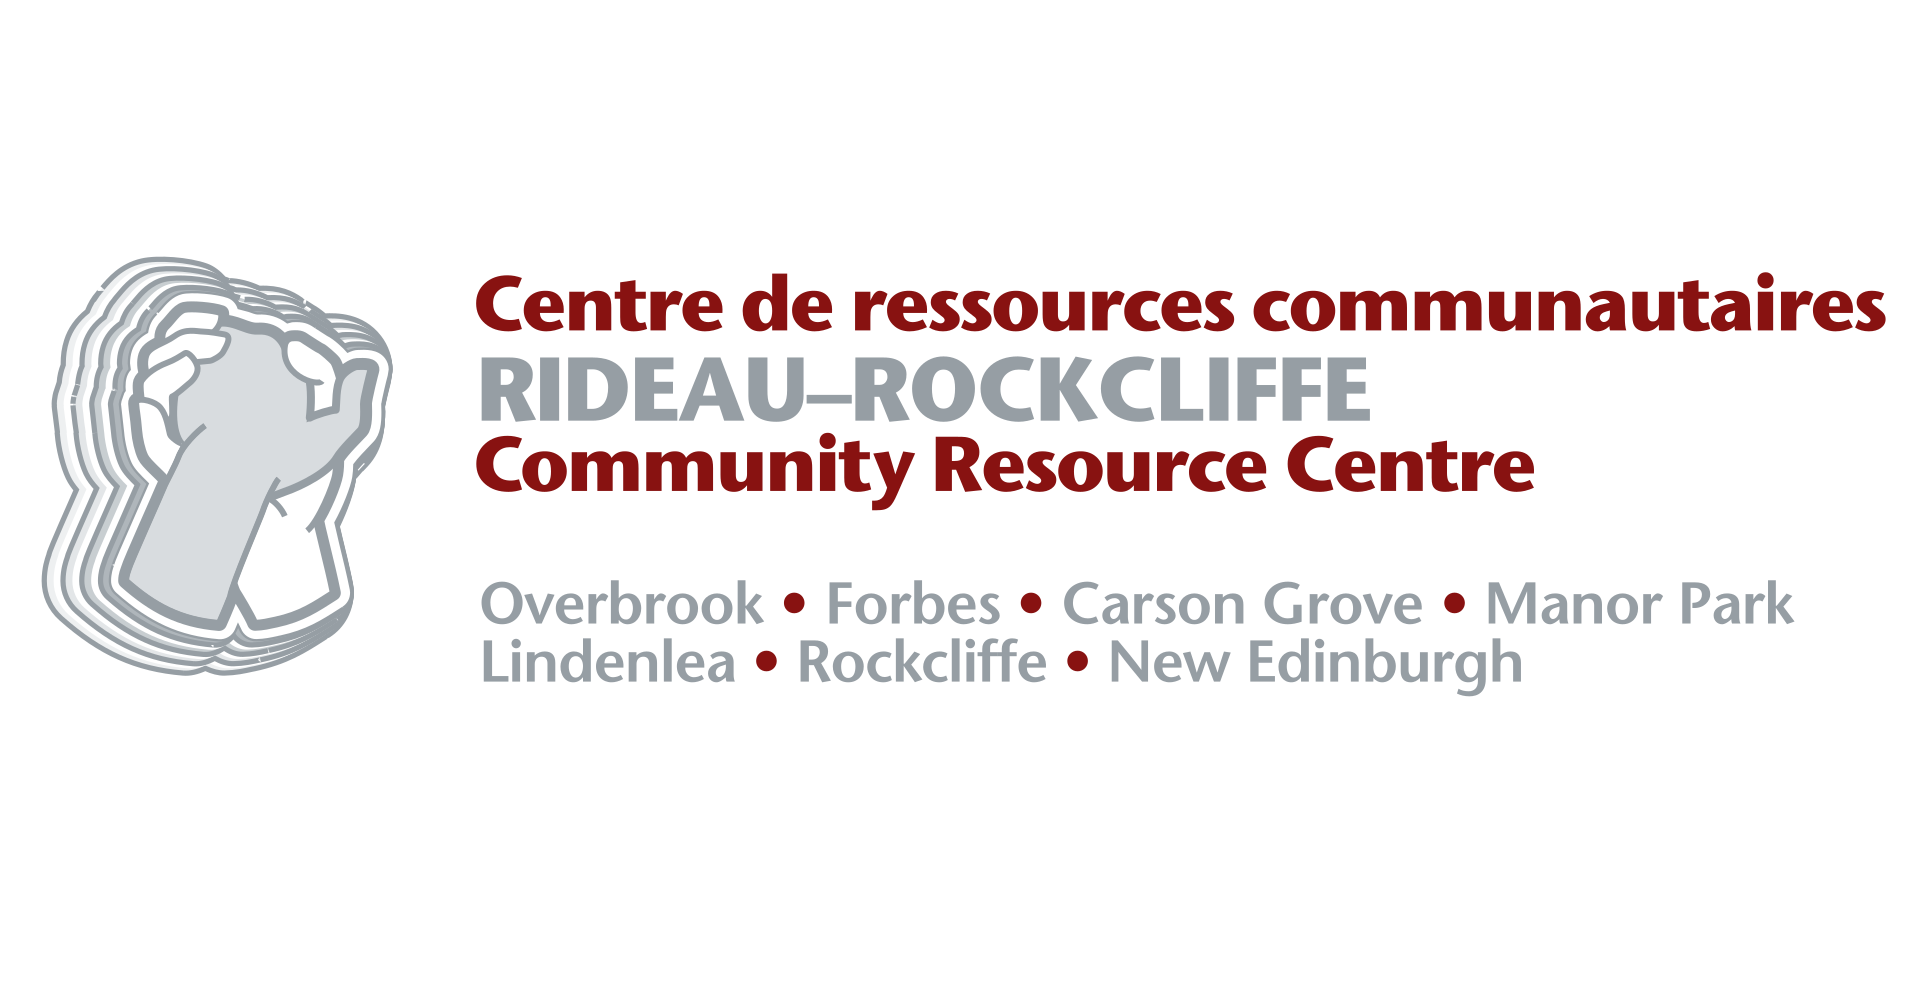 Centre de ressources communautaires
RIDEAU–ROCKCLIFFE
Community Resource Centre
Overbrook • Forbes • Carson Grove • Manor Park
Lindenlea • Rockcliffe • New Edinburgh